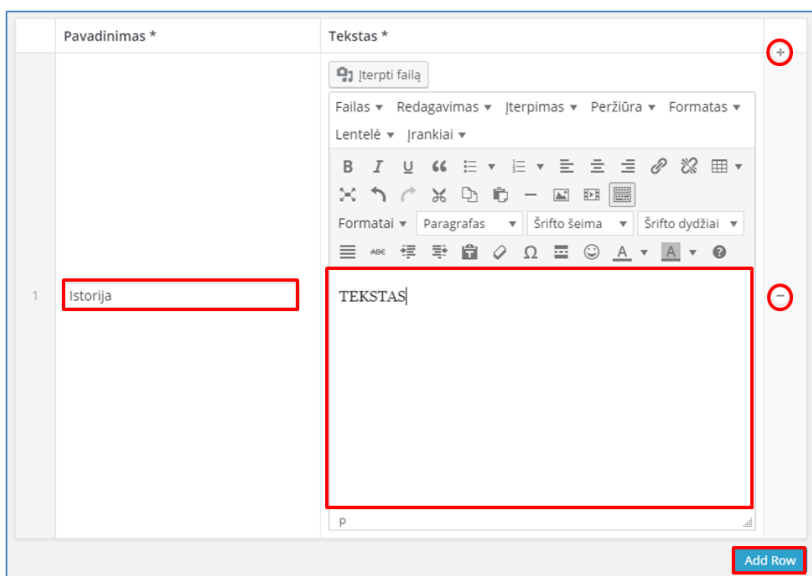 Pavadinimas * Tekstas *
Įterpti failą
Failas Redagavimas Įterpimas Peržiūra Formatas
Lentelė Įrankiai
B I U
Formatai Paragrafas Šrifto šeima Šrifto dydžiai
ABC Ω A A
1 Istorija TEKSTAS
p
Add Row